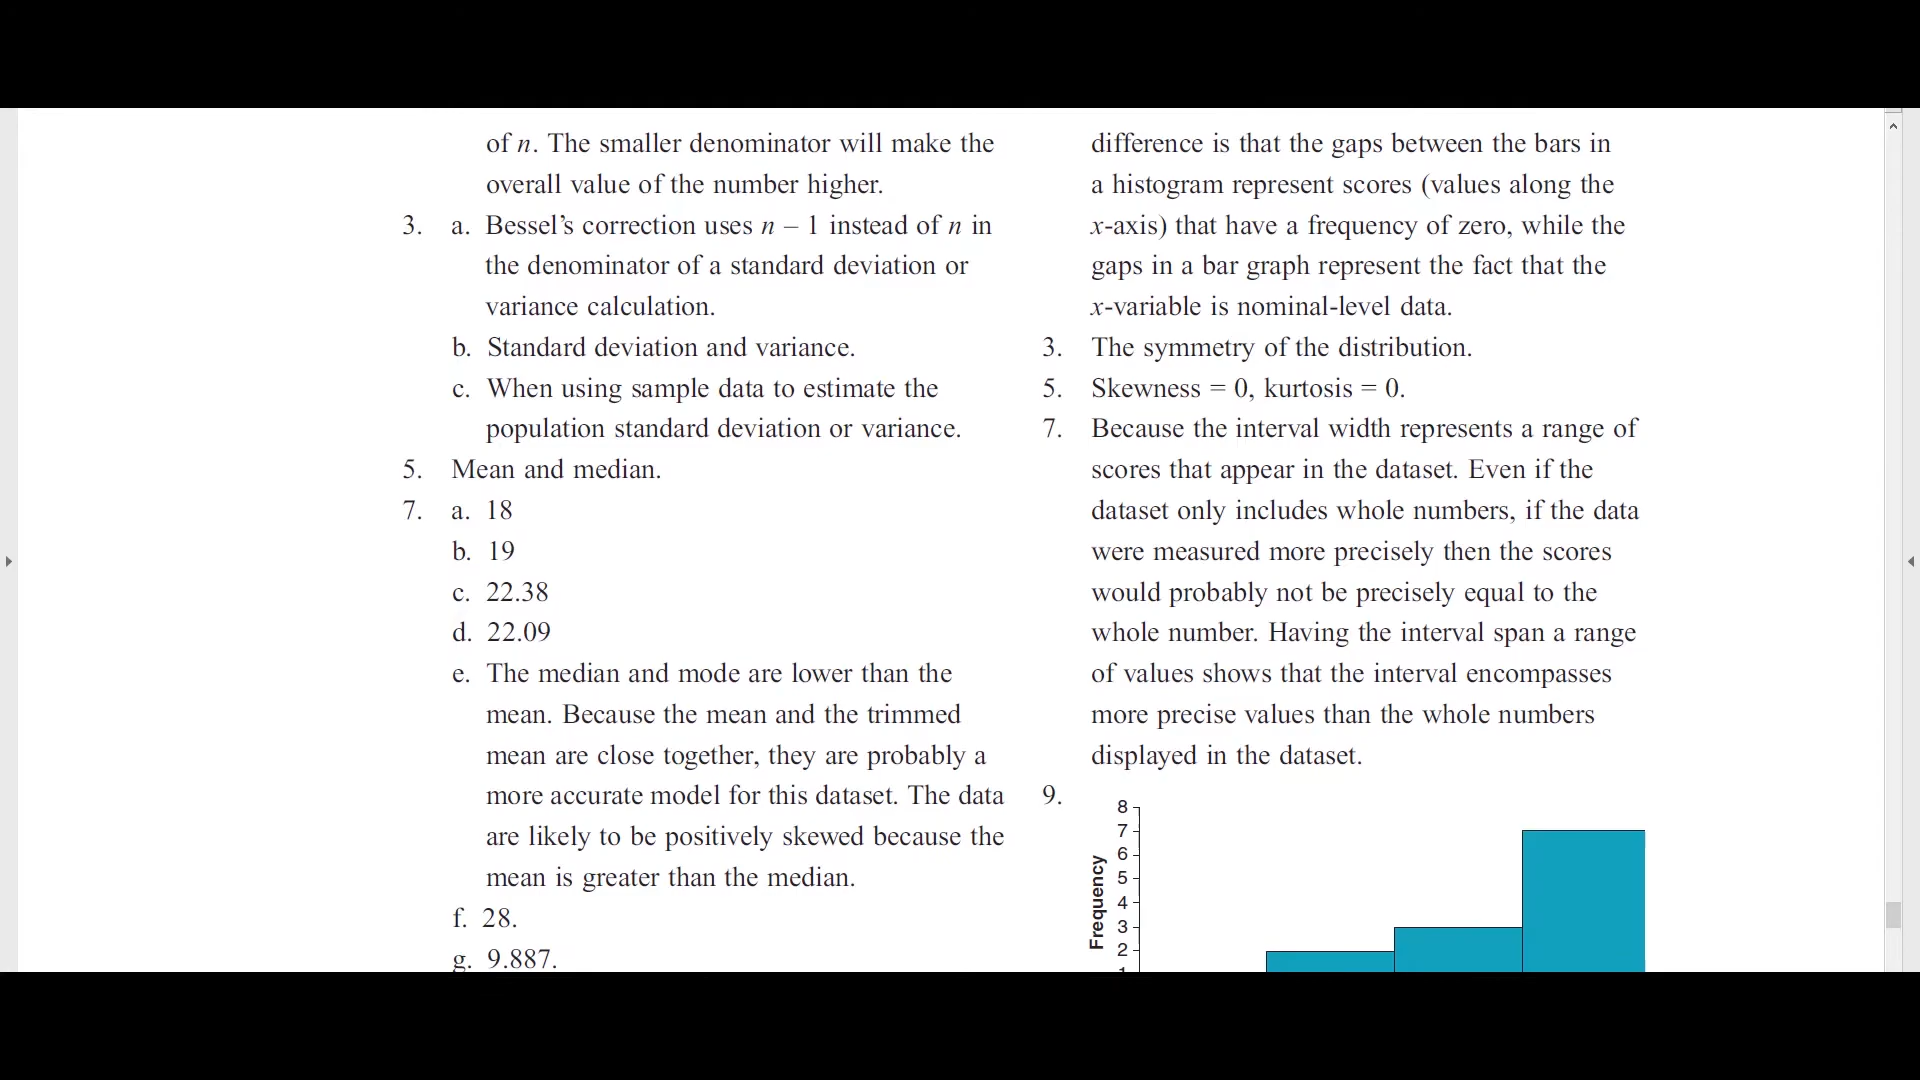 of n. The smaller denominator will make the
overall value of the number higher.
3. a. Bessel’s correction uses n – 1 instead of n in
the denominator of a standard deviation or
variance calculation.
b. Standard deviation and variance.
c. When using sample data to estimate the
population standard deviation or variance.
5. Mean and median.
7. a. 18
b. 19
c. 22.38
d. 22.09
e. The median and mode are lower than the
mean. Because the mean and the trimmed
mean are close together, they are probably a
more accurate model for this dataset. The data
are likely to be positively skewed because the
mean is greater than the median.
f. 28.
g. 9.887.
difference is that the gaps between the bars in
a histogram represent scores (values along the
x-axis) that have a frequency of zero, while the
gaps in a bar graph represent the fact that the
x-variable is nominal-level data.
3. The symmetry of the distribution.
5. Skewness = 0, kurtosis = 0.
7. Because the interval width represents a range of
scores that appear in the dataset. Even if the
dataset only includes whole numbers, if the data
were measured more precisely then the scores
would probably not be precisely equal to the
whole number. Having the interval span a range
of values shows that the interval encompasses
more precise values than the whole numbers
displayed in the dataset.
9.
Frequency
8
7
6
5
4
3
2
1